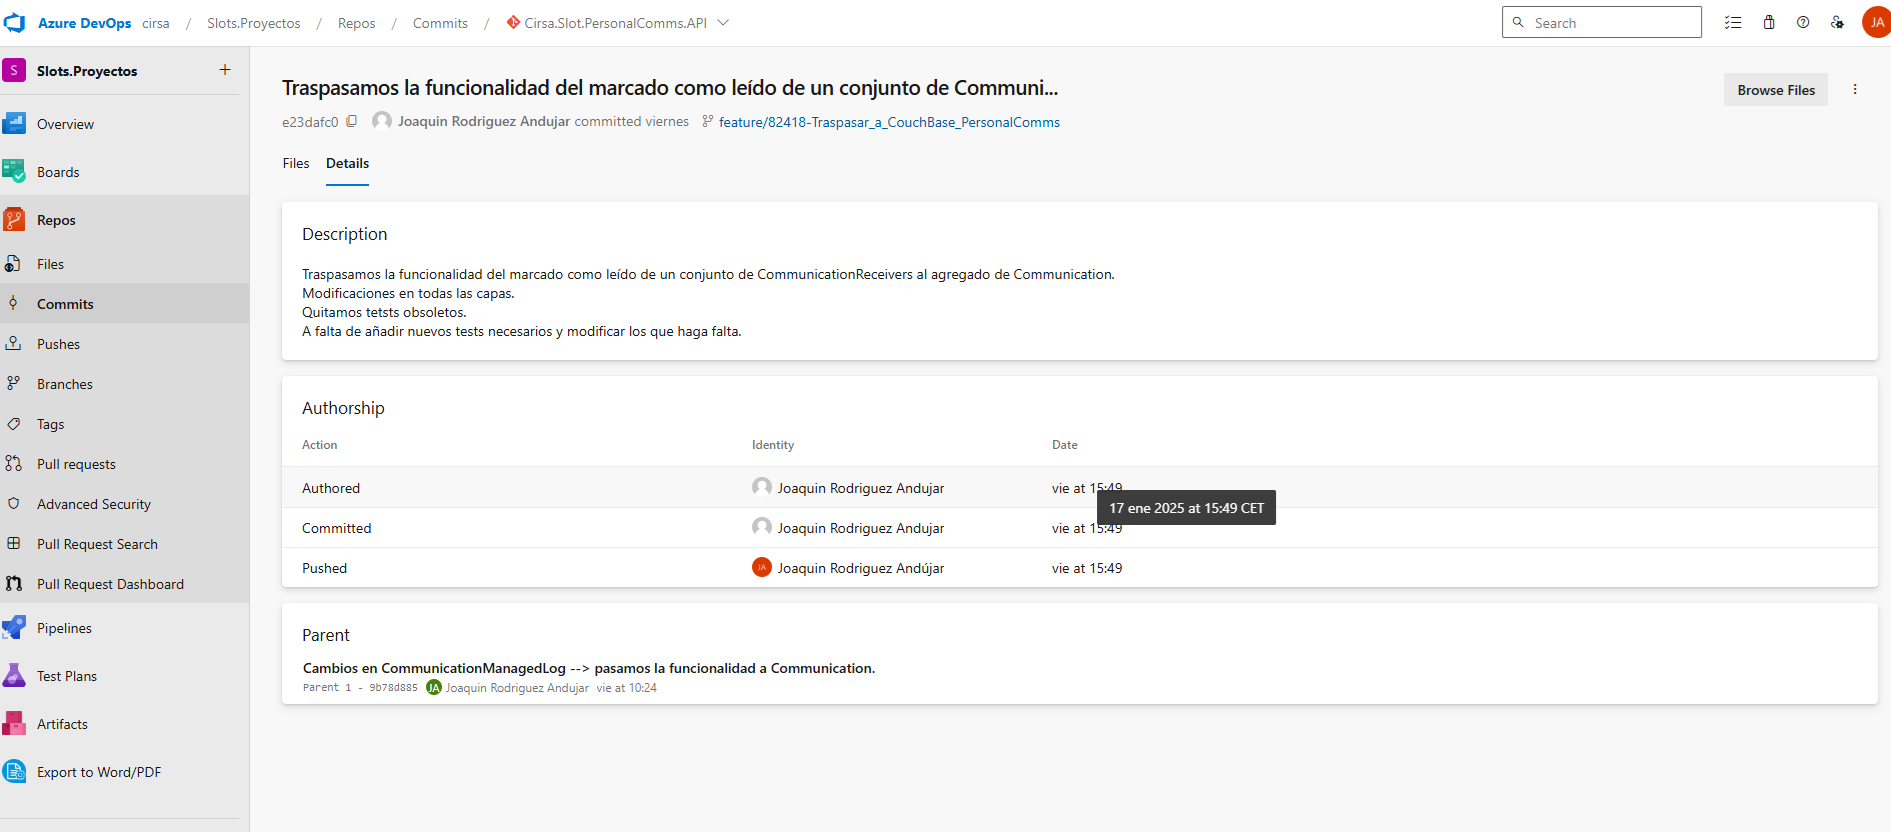 Azure DevOps cirsa / Slots.Proyectos / Repos / Commits / Cirsa.Slot.PersonalComms.API
Search
JA
S Slots.Proyectos +
Overview
Boards
Repos
Files
Commits
Pushes
Branches
Tags
Pull requests
Advanced Security
Pull Request Search
Pull Request Dashboard
Pipelines
Test Plans
Artifacts
Export to Word/PDF
Traspasamos la funcionalidad del marcado como leído de un conjunto de Communi...
Browse Files
e23dafc0 Joaquin Rodriguez Andujar committed viernes feature/82418-Traspasar_a_CouchBase_PersonalComms
Files Details
Description
Traspasamos la funcionalidad del marcado como leído de un conjunto de CommunicationReceivers al agregado de Communication.
Modificaciones en todas las capas.
Quitamos tetsts obsoletos.
A falta de añadir nuevos tests necesarios y modificar los que haga falta.
Authorship
Action Identity Date
Authored Joaquin Rodriguez Andujar vie at 15:49
17 ene 2025 at 15:49 CET
Committed Joaquin Rodriguez Andujar vie at 15:49
Pushed JA Joaquin Rodriguez Andújar vie at 15:49
Parent
Cambios en CommunicationManagedLog --> pasamos la funcionalidad a Communication.
Parent 1 - 9b78d885 JA Joaquin Rodriguez Andujar vie at 10:24